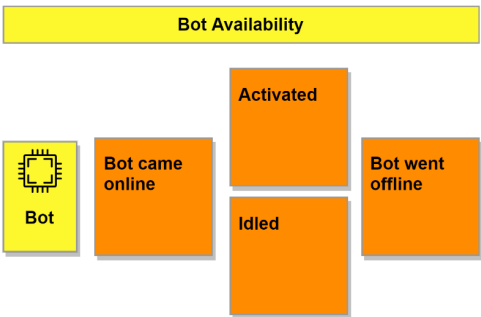 Bot Availability
Bot
Bot came
online
Activated
Idled
Bot went
offline